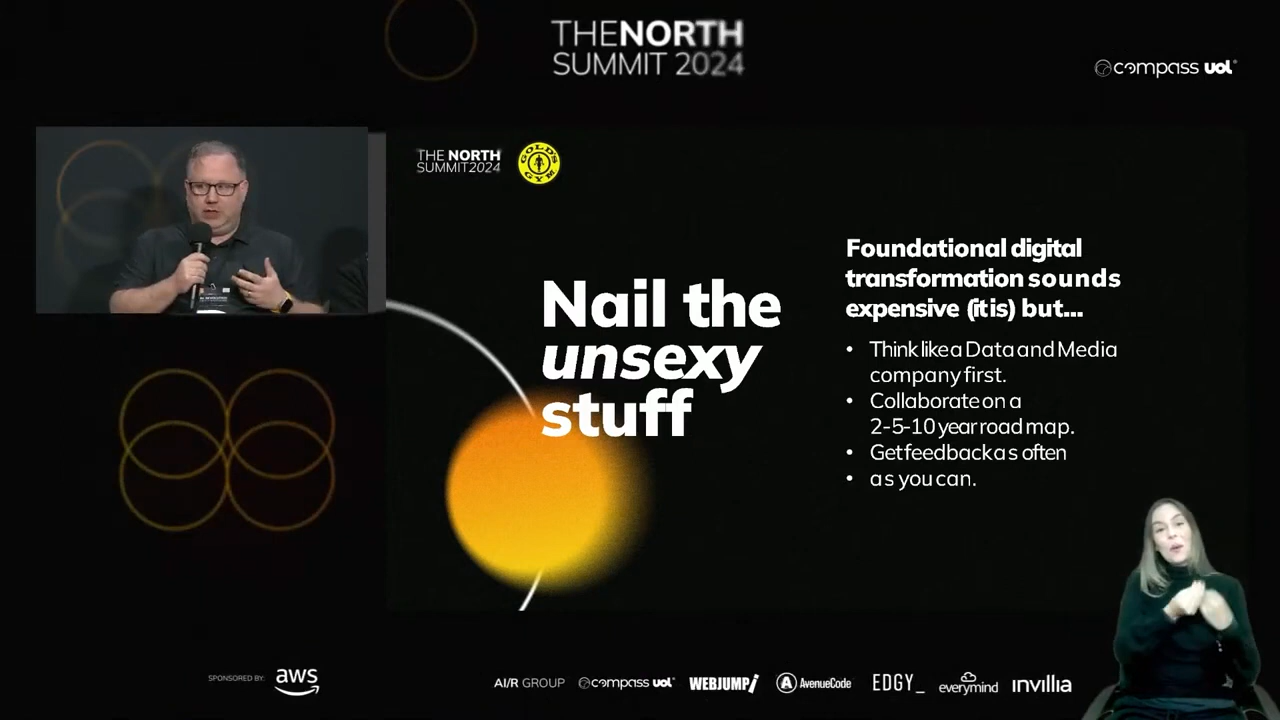 THE NORTH
SUMMIT 2024
compass uol
THE NORTH
SUMMIT2024
GOLD'S
GYM
Nail the
unsexy
stuff
Foundational digital
transformation sounds
expensive (it is) but...
• Think like a Data and Media
company first.
• Collaborate on a
2-5-10 year road map.
• Get feedback as often
• as you can.
SPONSORED BY:
aws
AI/R GROUP
compass uol
WEBJUMP
AvenueCode
EDGY_
everymind
invillia